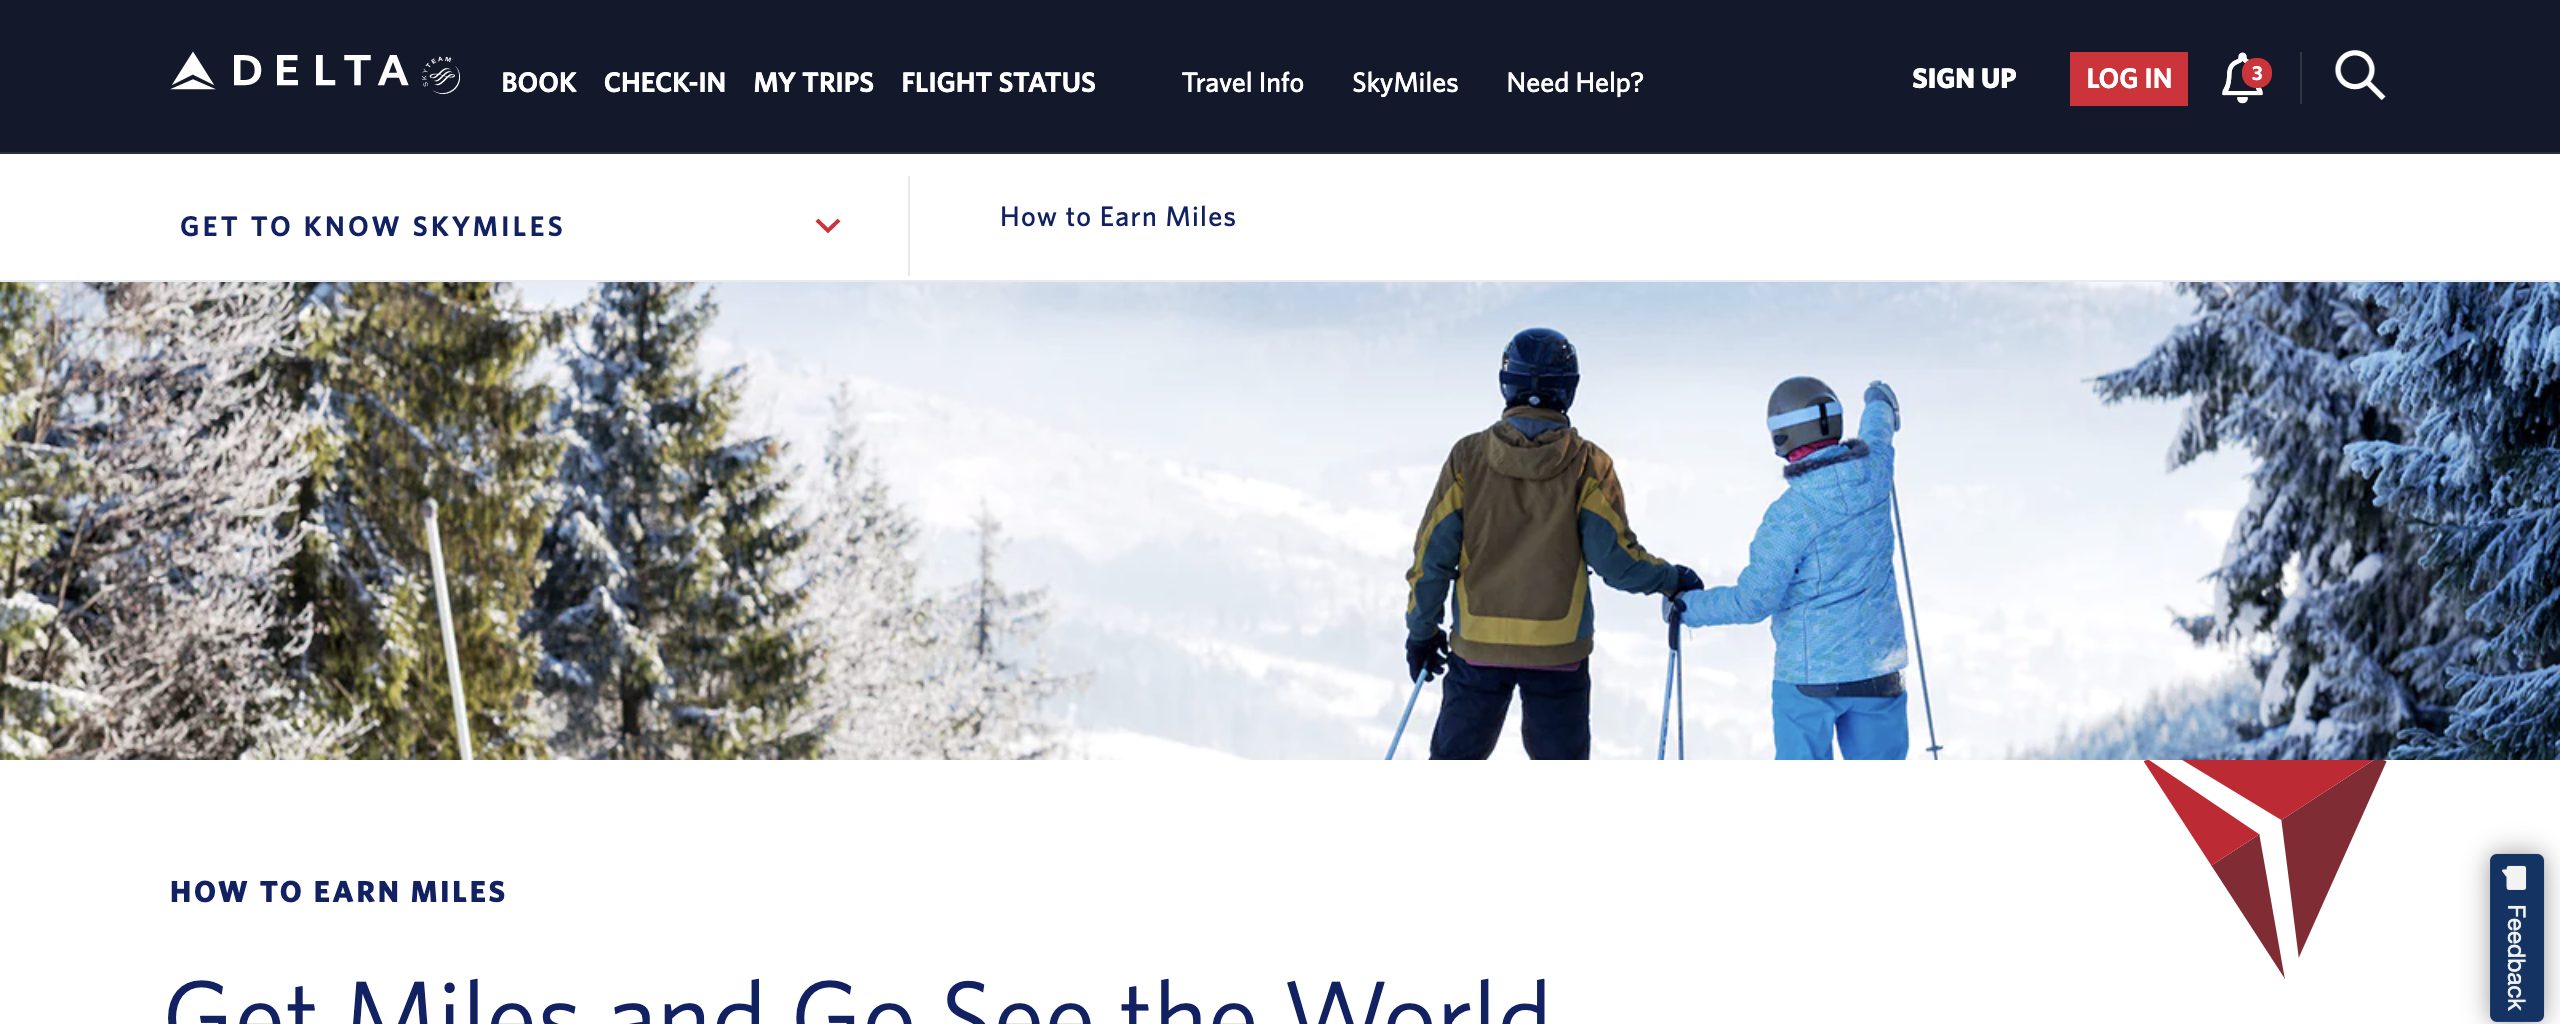 DELTA SKYTEAM BOOK CHECK-IN MY TRIPS FLIGHT STATUS Travel Info SkyMiles Need Help? SIGN UP LOG IN 3
GET TO KNOW SKYMILES How to Earn Miles
HOW TO EARN MILES
Get Miles and Go See the World
Feedback